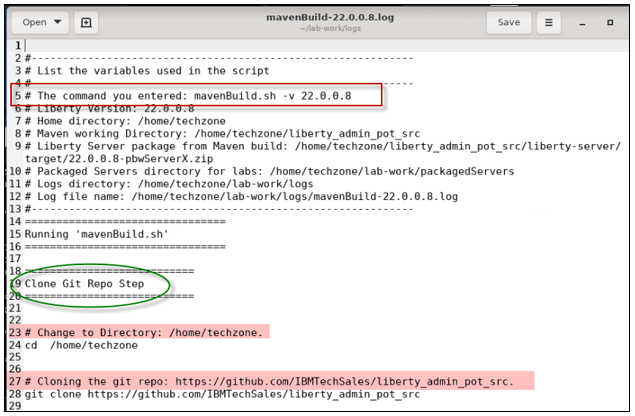 Open
mavenBuild-22.0.0.8.log
~/lab-work/logs
Save
1
2 #--------------------------------------------------------------
3 # List the variables used in the script
4 #--------------------------------------------------------------
5 # The command you entered: mavenBuild.sh -v 22.0.0.8
6 # Liberty Version: 22.0.0.8
7 # Home directory: /home/techzone
8 # Maven working Directory: /home/techzone/liberty_admin_pot_src
9 # Liberty Server package from Maven build: /home/techzone/liberty_admin_pot_src/liberty-server/
target/22.0.0.8-pbwServerX.zip
10 # Packaged Servers directory for labs: /home/techzone/lab-work/packagedServers
11 # Logs directory: /home/techzone/lab-work/logs
12 # Log file name: /home/techzone/lab-work/logs/mavenBuild-22.0.0.8.log
13 #--------------------------------------------------------------
14 ================================
15 Running 'mavenBuild.sh'
16 ================================
17
18 ===========================
19 Clone Git Repo Step
20 ===========================
21
22
23 # Change to Directory: /home/techzone.
24 cd  /home/techzone
25
26
27 # Cloning the git repo: https://github.com/IBMTechSales/liberty_admin_pot_src.
28 git clone https://github.com/IBMTechSales/liberty_admin_pot_src
29